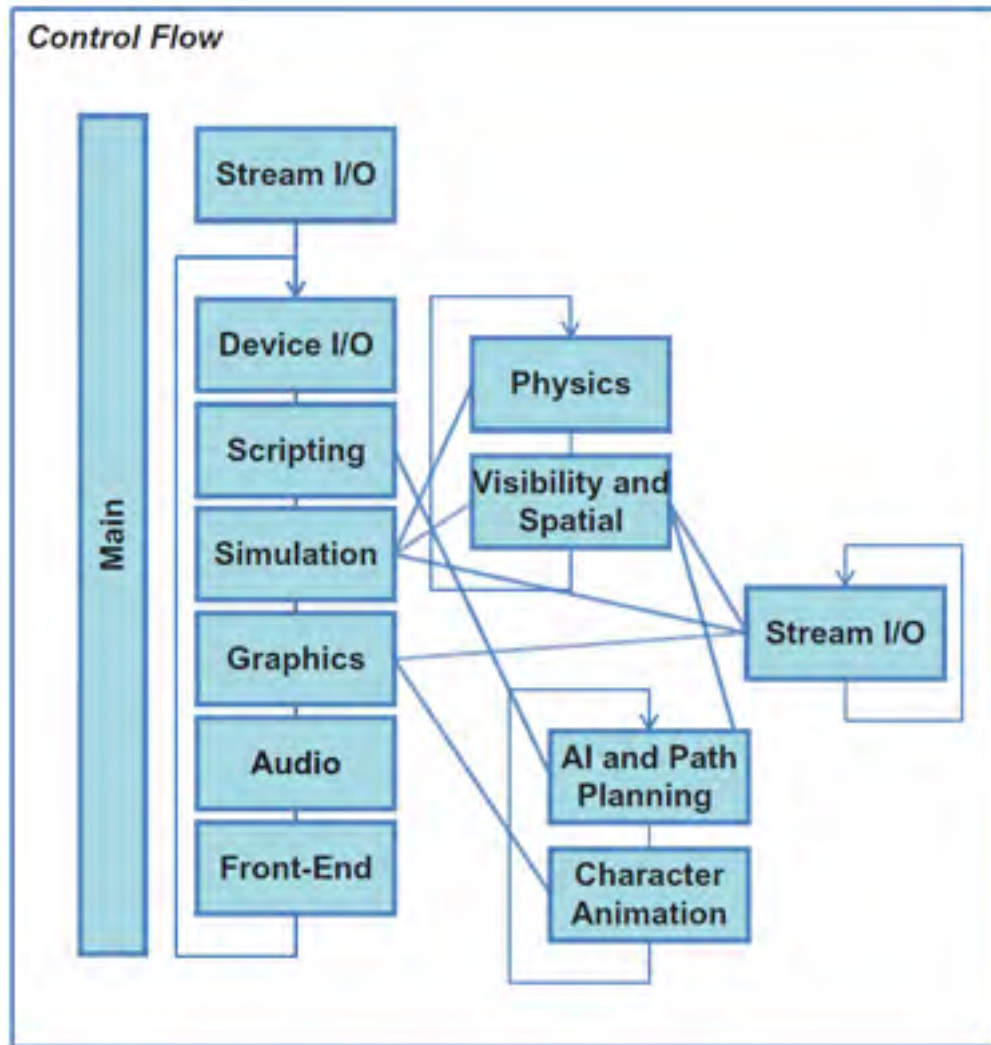 Control Flow
Main
Stream I/O
Device I/O
Scripting
Simulation
Graphics
Audio
Front-End
Physics
Visibility and
Spatial
Stream I/O
AI and Path
Planning
Character
Animation